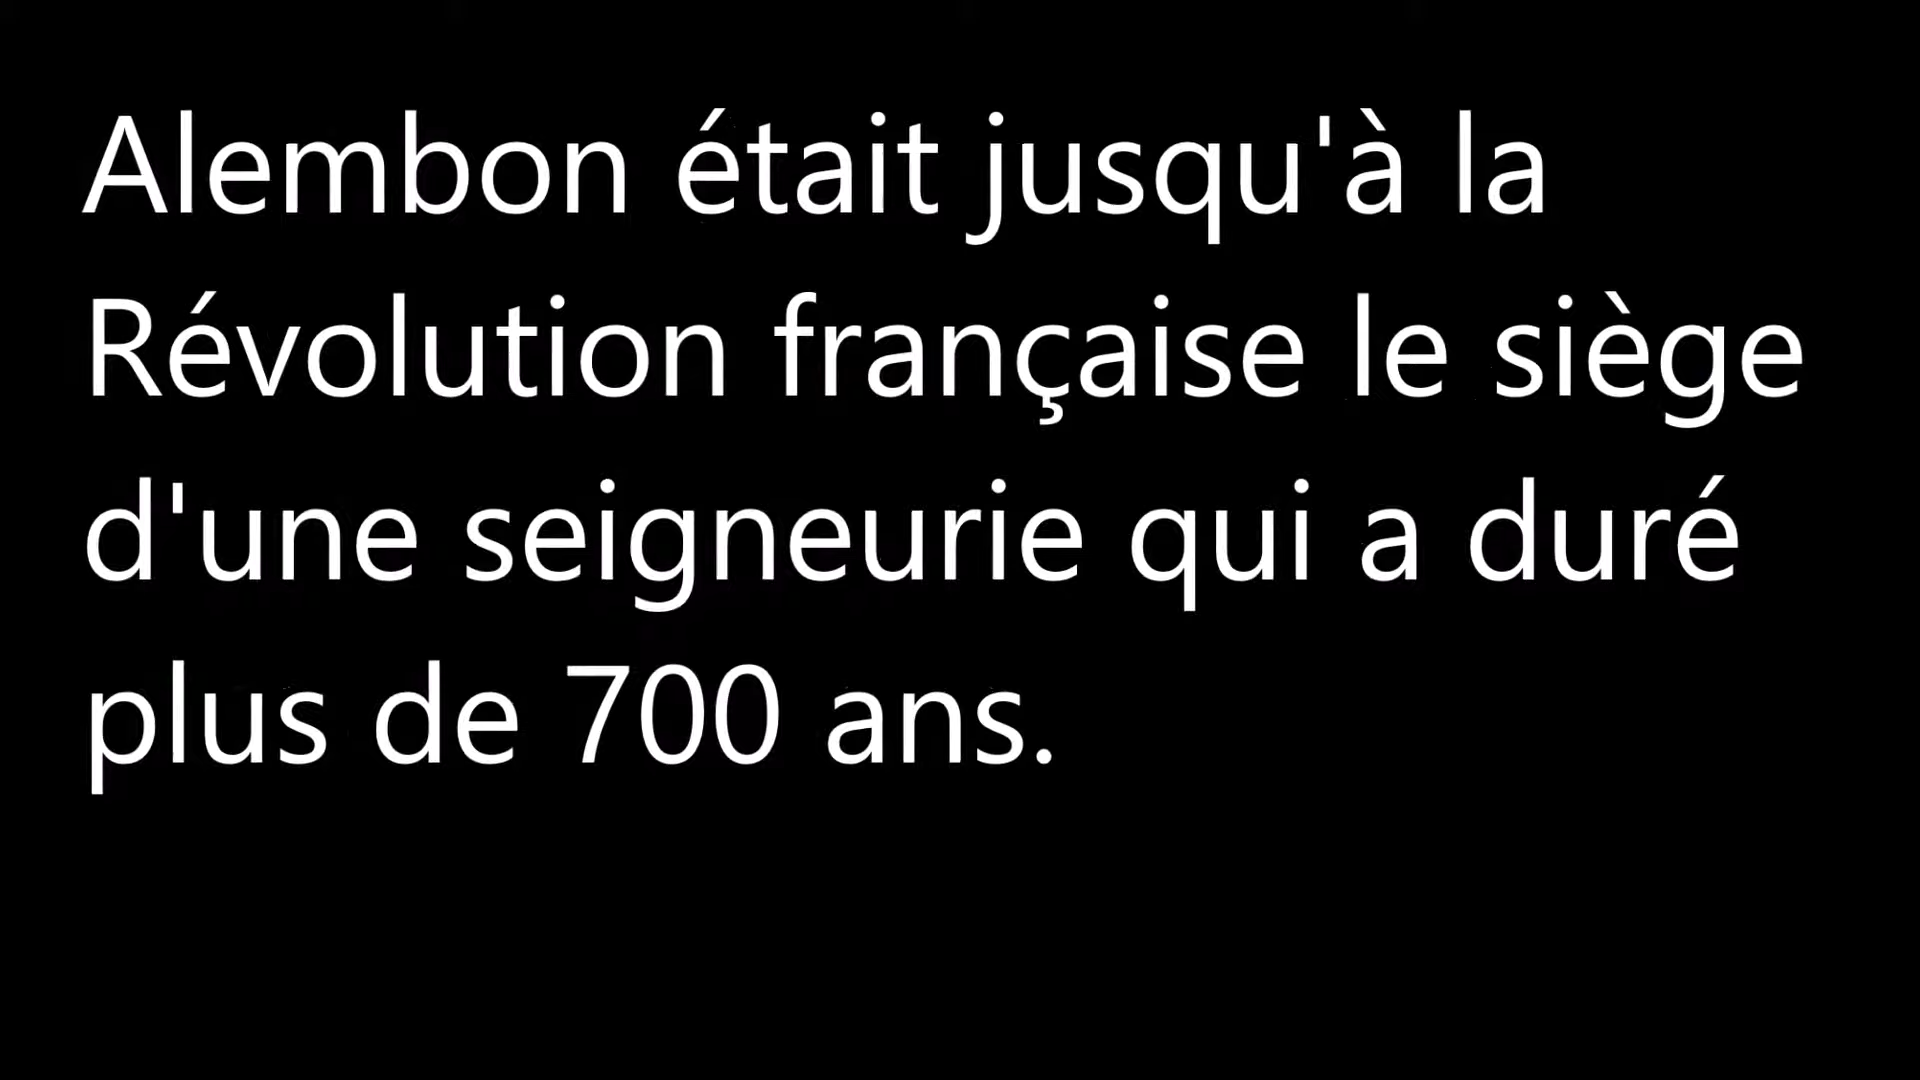 Alembon était jusqu'à la
Révolution française le siège
d'une seigneurie qui a duré
plus de 700 ans.